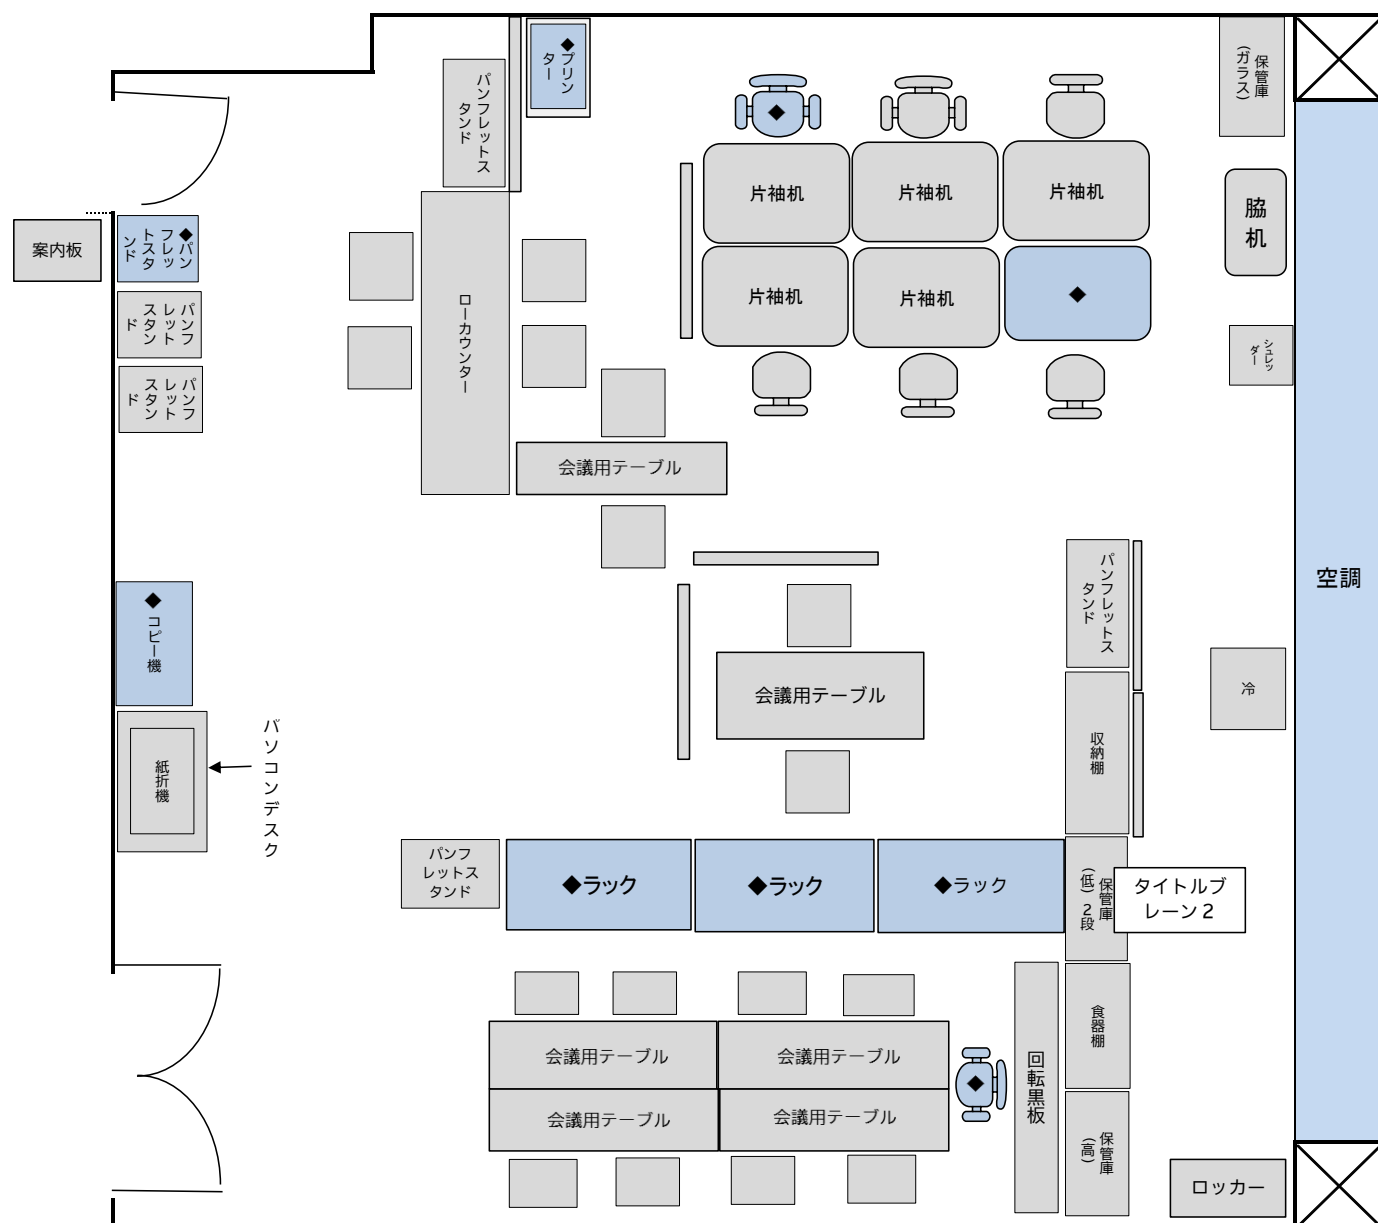 ◆プリン
ター
パンフレットス
タンド
保管庫
(ガラス)
◆
片袖机
片袖机
片袖机
脇
机
案内板
◆パン
フレッ
トスタ
ンド
片袖机
片袖机
◆
パンフ
レット
スタン
ド
ローカウンター
シュレッ
ダー
パンフ
レット
スタン
ド
会議用テーブル
パンフレットス
タンド
空調
◆コピー機
会議用テーブル
冷
収納棚
紙折機
パソコンデスク
パンフ
レットス
タンド
◆ラック
◆ラック
◆ラック
保管庫
(低)2段
タイトルブ
レーン2
会議用テーブル
会議用テーブル
◆
回転黒板
食器棚
会議用テーブル
会議用テーブル
保管庫
(高)
ロッカー